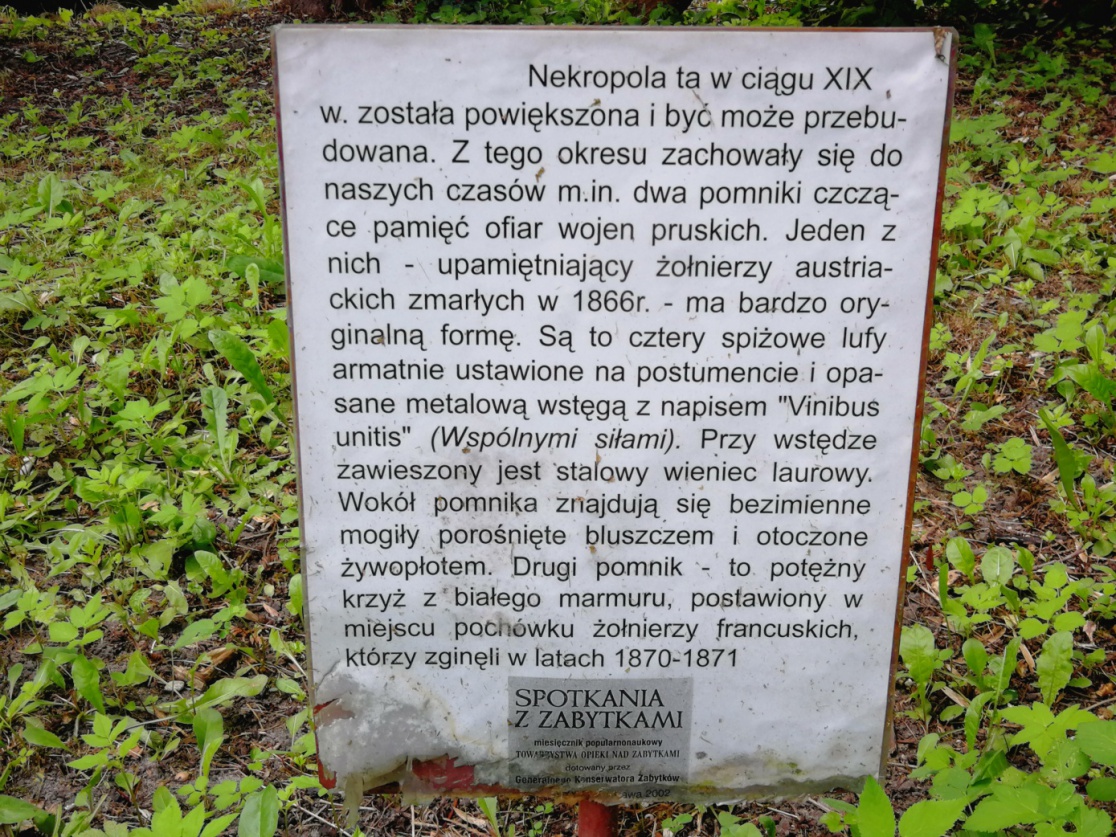 Nekropola ta w ciągu XIX
w. została powiększona i być może przebu-
dowana. Z tego okresu zachowały się do
naszych czasów m.in. dwa pomniki czczą-
ce pamięć ofiar wojen pruskich. Jeden z
nich - upamiętniający żołnierzy austria-
ckich zmarłych w 1866r. - ma bardzo ory-
ginalną formę. Są to cztery spiżowe lufy
armatnie ustawione na postumencie i opa-
sane metalową wstęgą z napisem "Vinibus
unitis" (Wspólnymi siłami). Przy wstędze
zawieszony jest stalowy wieniec laurowy.
Wokół pomnika znajdują się bezimienne
mogiły porośnięte bluszczem i otoczone
żywopłotem. Drugi pomnik - to potężny
krzyż z białego marmuru, postawiony w
miejscu pochówku żołnierzy francuskich,
którzy zginęli w latach 1870-1871
SPOTKANIA
Z ZABYTKAMI
miesięcznik popularnonaukowy
TOWARZYSTWA OPIEKI NAD ZABYTKAMI
dotowany przez
Generalnego Konserwatora Zabytków
2002